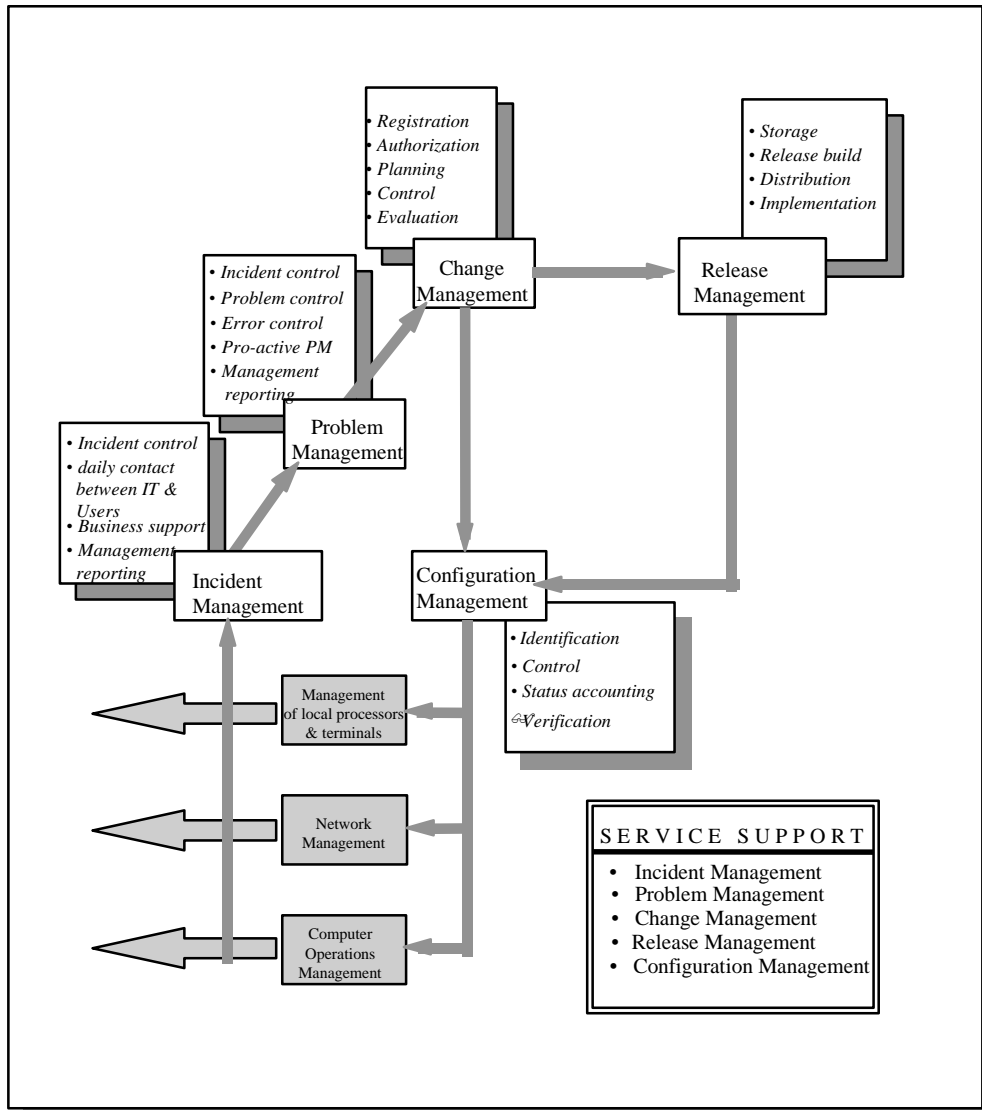 • Registration
• Authorization
• Planning
• Control
• Evaluation
Change
Management
• Storage
• Release build
• Distribution
• Implementation
Release
Management
• Incident control
• Problem control
• Error control
• Pro-active PM
• Management
reporting
Problem
Management
• Incident control
• daily contact
between IT &
Users
• Business support
• Management
reporting
Incident
Management
Configuration
Management
• Identification
• Control
• Status accounting
Verification
Management
of local processors
& terminals
Network
Management
Computer
Operations
Management
SERVICE SUPPORT
• Incident Management
• Problem Management
• Change Management
• Release Management
• Configuration Management